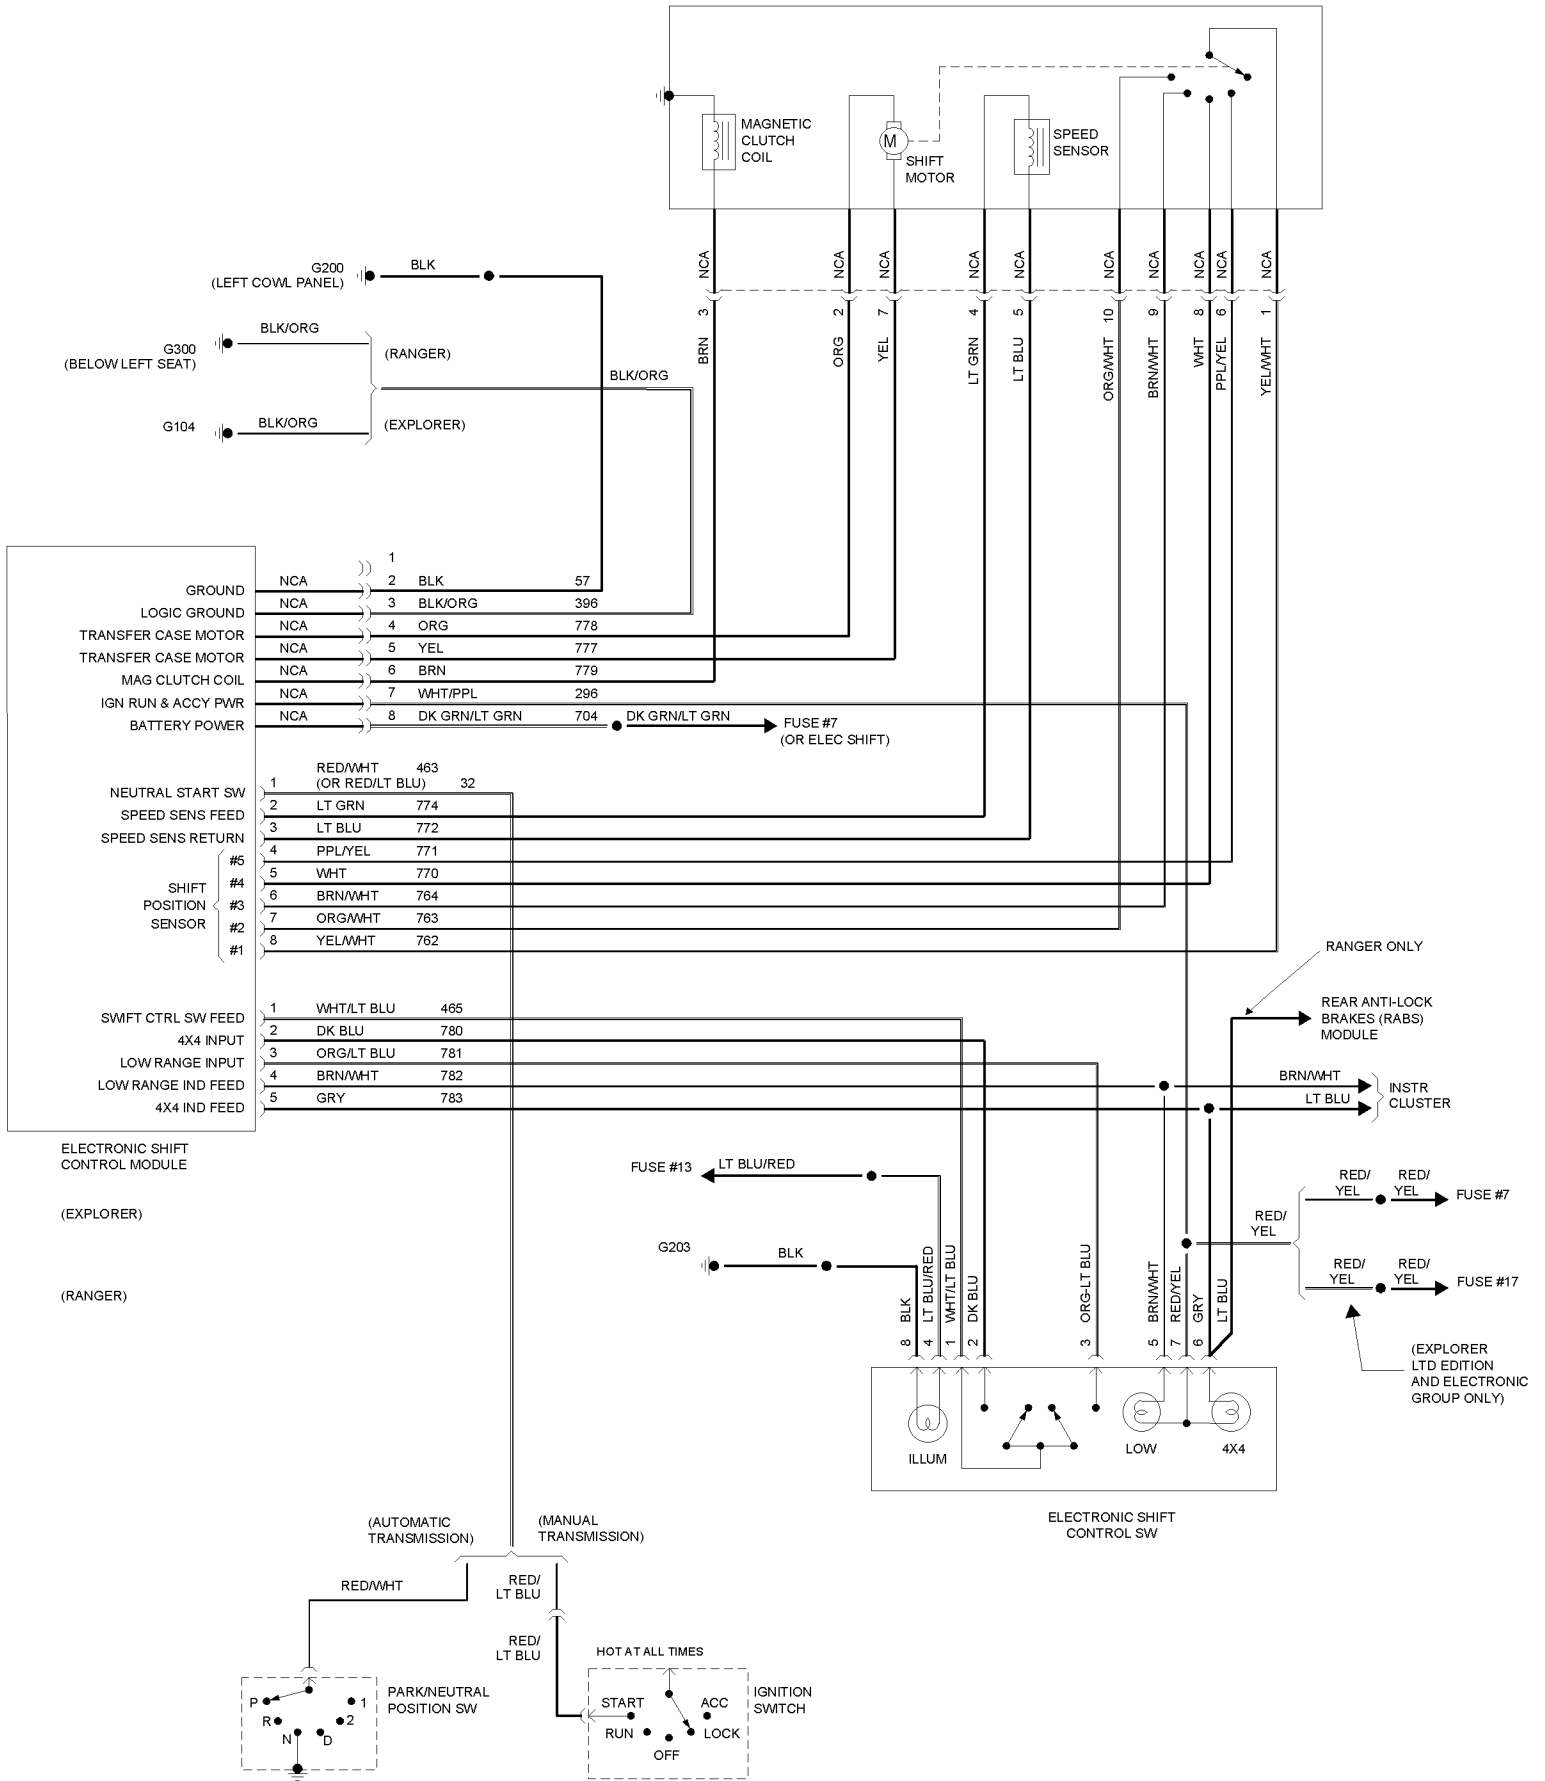 MAGNETIC
CLUTCH
COIL
M
SHIFT
MOTOR
SPEED
SENSOR
NCA
NCA
NCA
NCA
NCA
NCA
NCA
NCA
NCA
NCA
3
2
7
4
5
10
9
8
6
1
BRN
ORG
YEL
LT GRN
LT BLU
ORG/WHT
BRN/WHT
WHT
PPL/YEL
YEL/WHT
G200
(LEFT COWL PANEL)
BLK
G300
(BELOW LEFT SEAT)
BLK/ORG
(RANGER)
BLK/ORG
G104
BLK/ORG
(EXPLORER)
1
GROUND NCA 2 BLK 57
LOGIC GROUND NCA 3 BLK/ORG 396
TRANSFER CASE MOTOR NCA 4 ORG 778
TRANSFER CASE MOTOR NCA 5 YEL 777
MAG CLUTCH COIL NCA 6 BRN 779
IGN RUN & ACCY PWR NCA 7 WHT/PPL 296
BATTERY POWER NCA 8 DK GRN/LT GRN 704 DK GRN/LT GRN
FUSE #7
(OR ELEC SHIFT)
RED/WHT 463
NEUTRAL START SW 1 (OR RED/LT BLU) 32
SPEED SENS FEED 2 LT GRN 774
SPEED SENS RETURN 3 LT BLU 772
#5 4 PPL/YEL 771
#4 5 WHT 770
#3 6 BRN/WHT 764
#2 7 ORG/WHT 763
#1 8 YEL/WHT 762
SHIFT
POSITION
SENSOR
SWIFT CTRL SW FEED 1 WHT/LT BLU 465
4X4 INPUT 2 DK BLU 780
LOW RANGE INPUT 3 ORG/LT BLU 781
LOW RANGE IND FEED 4 BRN/WHT 782
4X4 IND FEED 5 GRY 783
RANGER ONLY
REAR ANTI-LOCK
BRAKES (RABS)
MODULE
BRN/WHT
LT BLU
INSTR
CLUSTER
ELECTRONIC SHIFT
CONTROL MODULE
(EXPLORER)
(RANGER)
FUSE #13
LT BLU/RED
G203
BLK
RED/
YEL
RED/
YEL
RED/
YEL
FUSE #7
RED/
YEL
RED/
YEL
FUSE #17
(EXPLORER
LTD EDITION
AND ELECTRONIC
GROUP ONLY)
8 BLK
4 LT BLU/RED
1 WHT/LT BLU
2 DK BLU
3 ORG-LT BLU
5 BRN/WHT
7 RED/YEL
6 GRY
LT BLU
ILLUM
LOW
4X4
ELECTRONIC SHIFT
CONTROL SW
(AUTOMATIC
TRANSMISSION)
(MANUAL
TRANSMISSION)
RED/WHT
RED/
LT BLU
RED/
LT BLU
HOT AT ALL TIMES
P
R
N
D
2
1
PARK/NEUTRAL
POSITION SW
START
RUN
OFF
LOCK
ACC
IGNITION
SWITCH